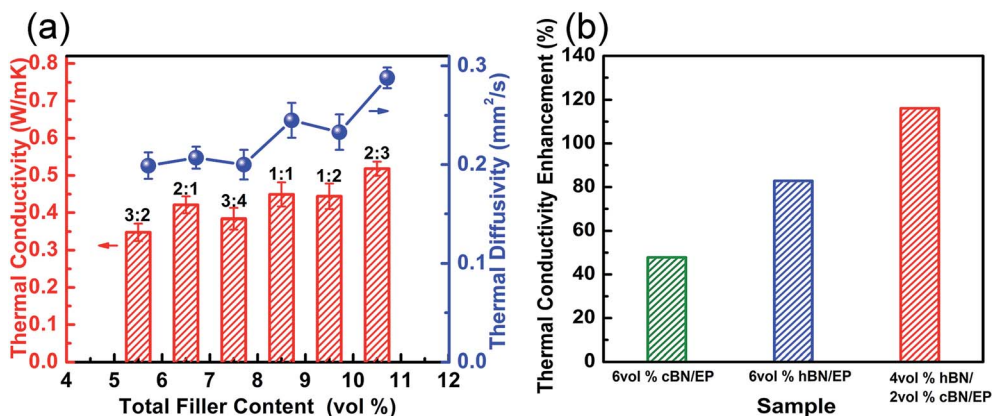 (a)
Thermal Conductivity (W/mK)
0.8
0.7
0.6
0.5
0.4
0.3
0.2
0.1
0.0
3:2
2:1
3:4
1:1
1:2
2:3
0.3
0.2
0.1
0.0
Thermal Diffusivity (mm²/s)
4 5 6 7 8 9 10 11 12
Total Filler Content (vol %)
(b)
Thermal Conductivity Enhancement (%)
140
120
100
80
60
40
20
0
6vol % cBN/EP
6vol % hBN/EP
4vol % hBN/
2vol % cBN/EP
Sample